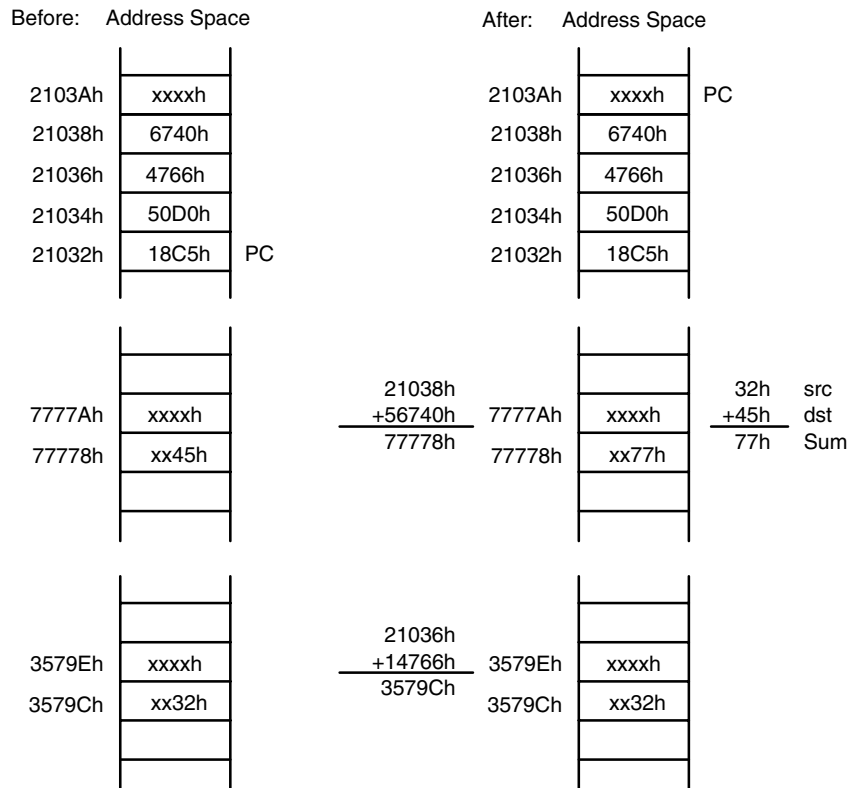 Before: Address Space After: Address Space
2103Ah xxxxh 2103Ah xxxxh PC
21038h 6740h 21038h 6740h
21036h 4766h 21036h 4766h
21034h 50D0h 21034h 50D0h
21032h 18C5h PC 21032h 18C5h
21038h 32h src
7777Ah xxxxh +56740h 7777Ah xxxxh +45h dst
77778h xx45h 77778h 77778h xx77h 77h Sum
21036h
3579Eh xxxxh +14766h 3579Eh xxxxh
3579Ch xx32h 3579Ch 3579Ch xx32h